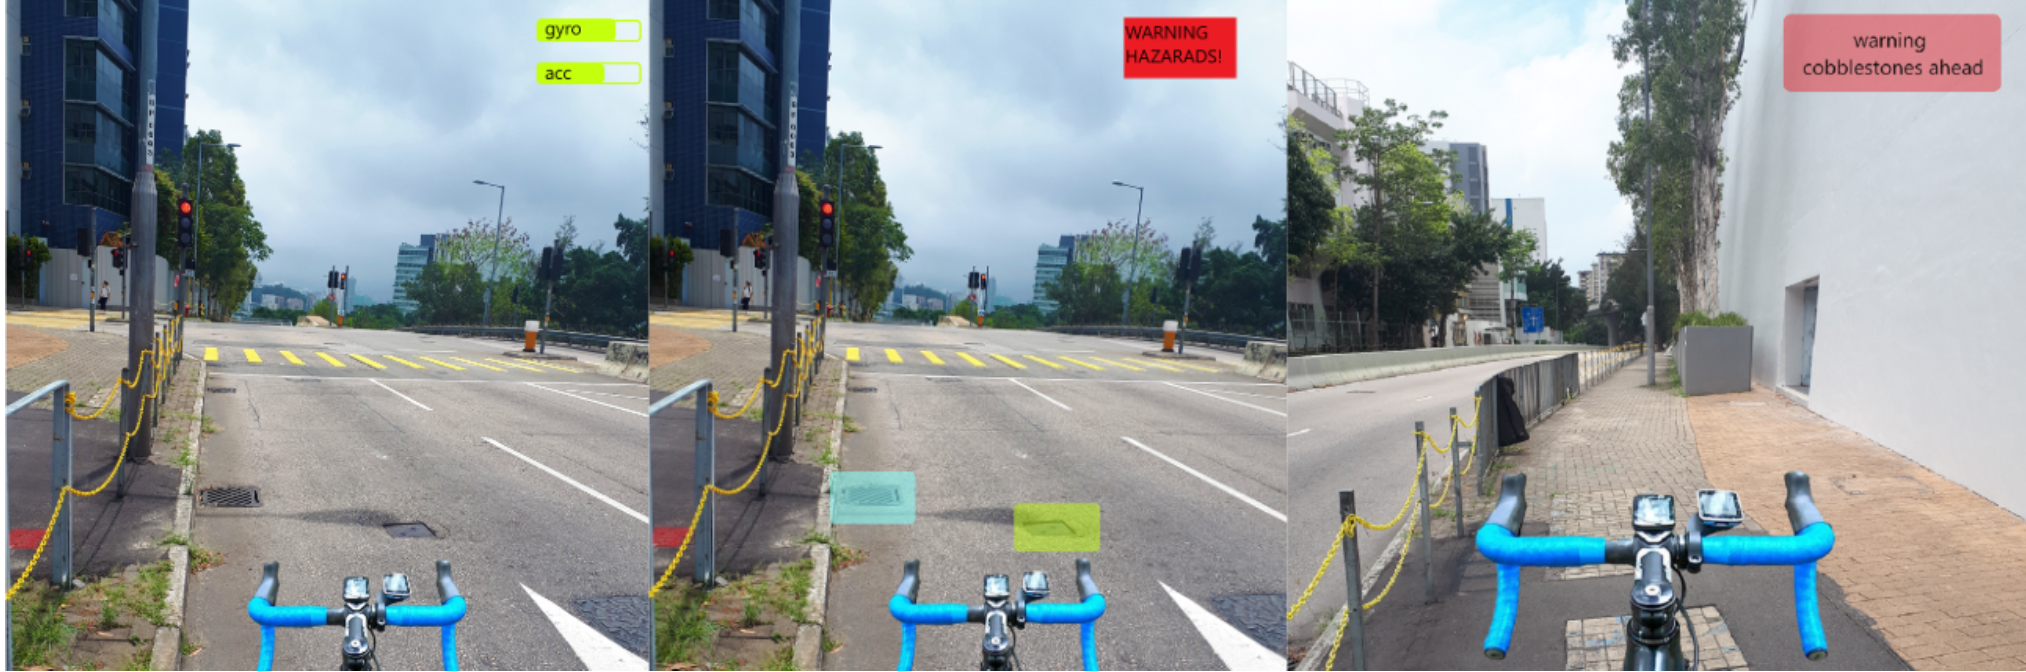 gyro
acc
WARNING
HAZARADS!
warning
cobblestones ahead